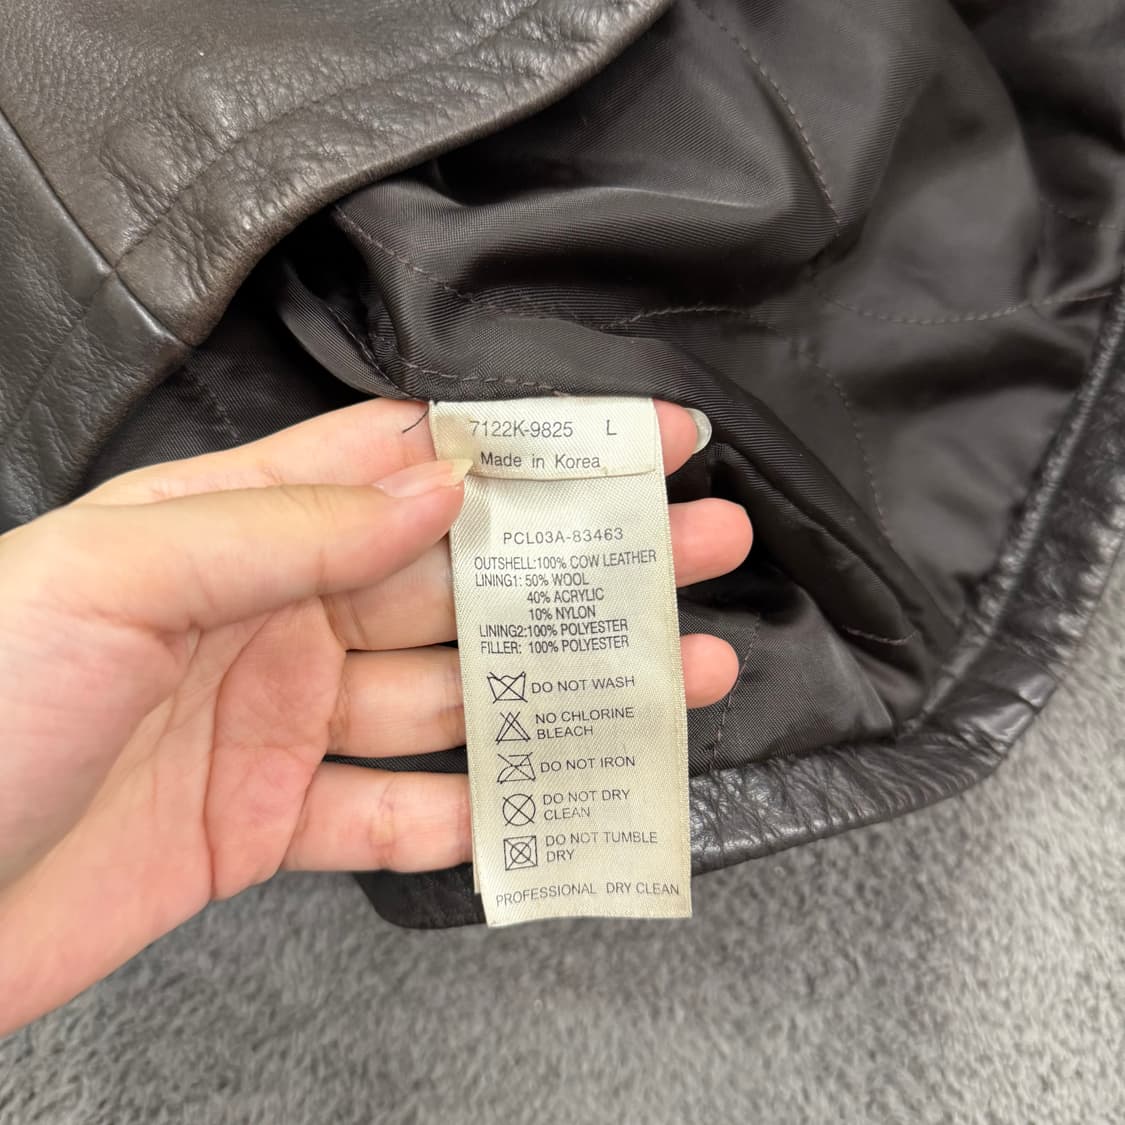 7122K-9825 L
Made in Korea
PCL03A-83463
OUTSHELL:100% COW LEATHER
LINING1: 50% WOOL
40% ACRYLIC
10% NYLON
LINING2:100% POLYESTER
FILLER: 100% POLYESTER
DO NOT WASH
NO CHLORINE
BLEACH
DO NOT IRON
DO NOT DRY
CLEAN
DO NOT TUMBLE
DRY
PROFESSIONAL DRY CLEAN